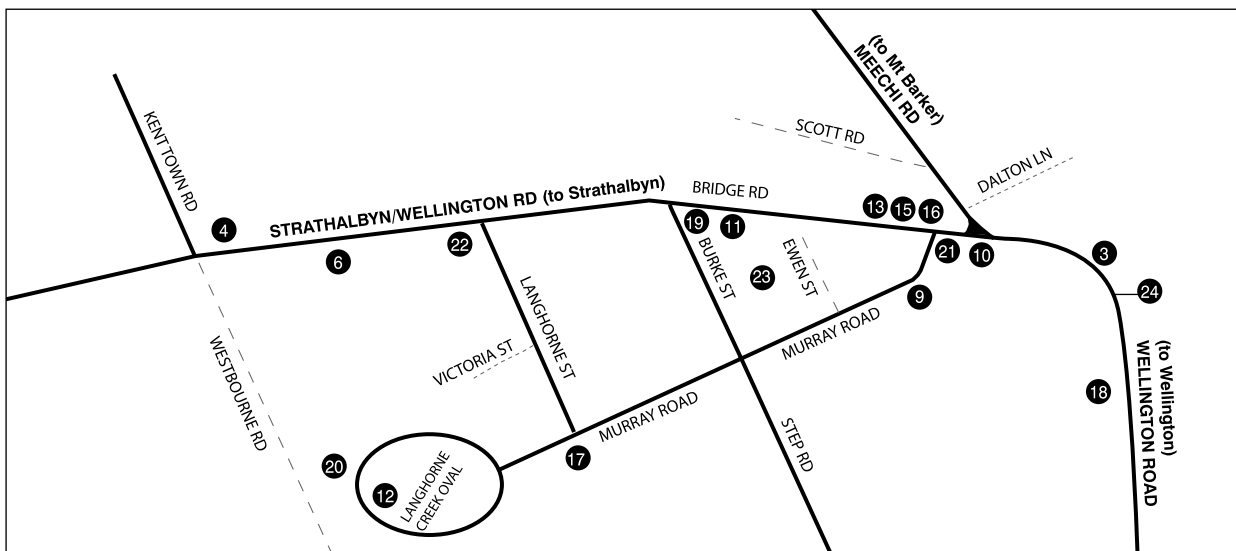 (to Mt Barker)
MEECHI RD
KENT TOWN RD
SCOTT RD
DALTON LN
STRATHALBYN/WELLINGTON RD (to Strathalbyn)
BRIDGE RD
4
6
22
19
11
13
15
16
21
10
3
24
BURKE ST
23
EWEN ST
9
LANGHORNE ST
VICTORIA ST
MURRAY ROAD
WESTBOURNE RD
(to Wellington)
WELLINGTON ROAD
18
MURRAY ROAD
STEP RD
17
20
12
LANGHORNE
CREEK OVAL